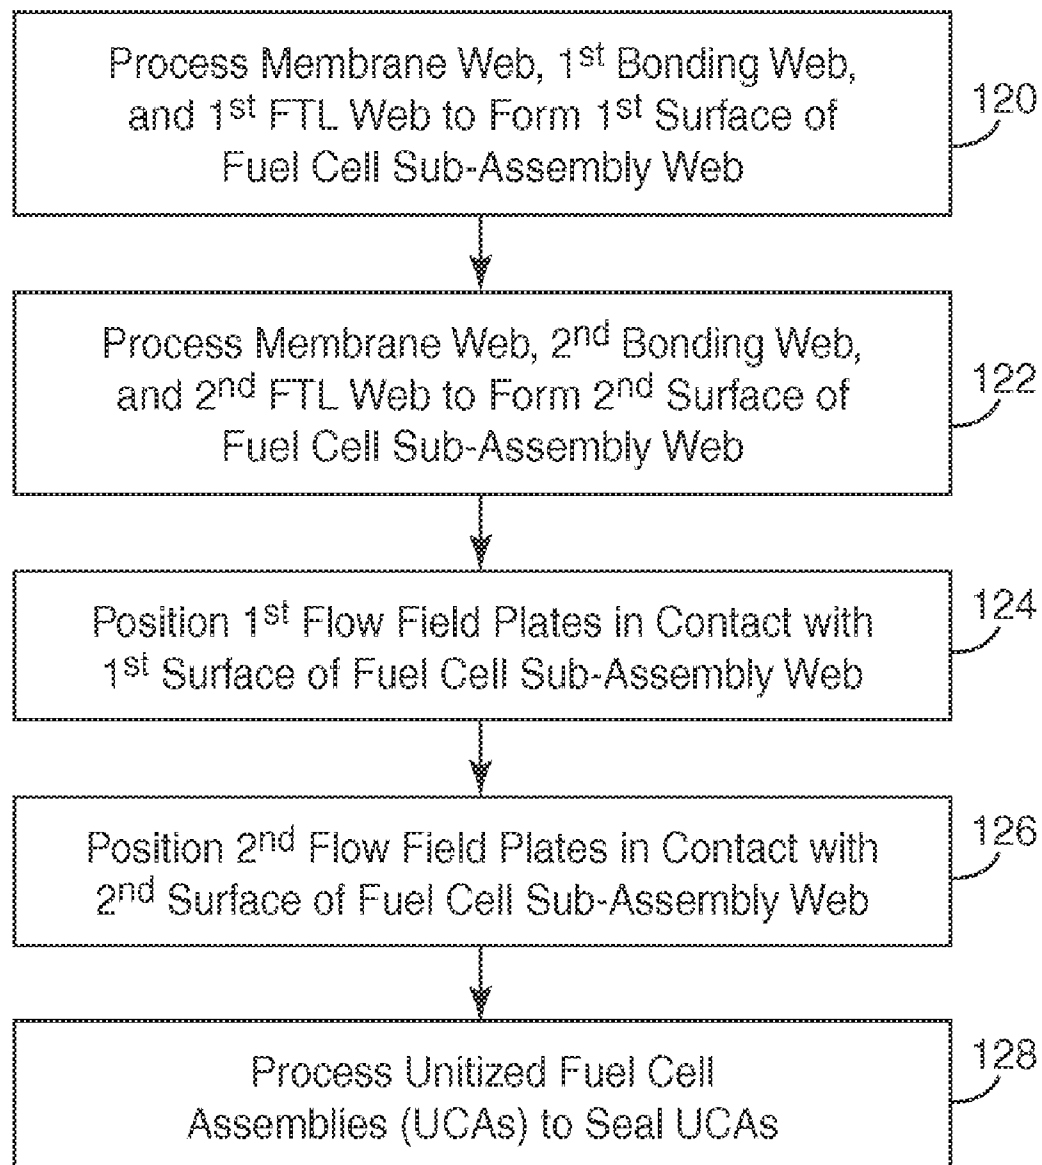 Process Membrane Web, 1st Bonding Web,
and 1st FTL Web to Form 1st Surface of
Fuel Cell Sub-Assembly Web
120
Process Membrane Web, 2nd Bonding Web,
and 2nd FTL Web to Form 2nd Surface of
Fuel Cell Sub-Assembly Web
122
Position 1st Flow Field Plates in Contact with
1st Surface of Fuel Cell Sub-Assembly Web
124
Position 2nd Flow Field Plates in Contact with
2nd Surface of Fuel Cell Sub-Assembly Web
126
Process Unitized Fuel Cell
Assemblies (UCAs) to Seal UCAs
128